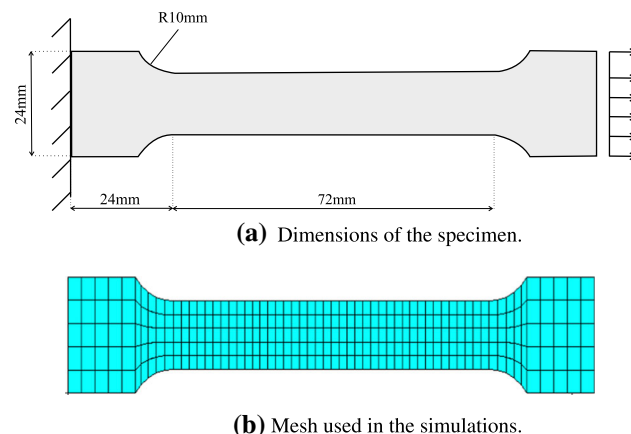 R10mm
24mm
24mm
72mm
(a) Dimensions of the specimen.
(b) Mesh used in the simulations.